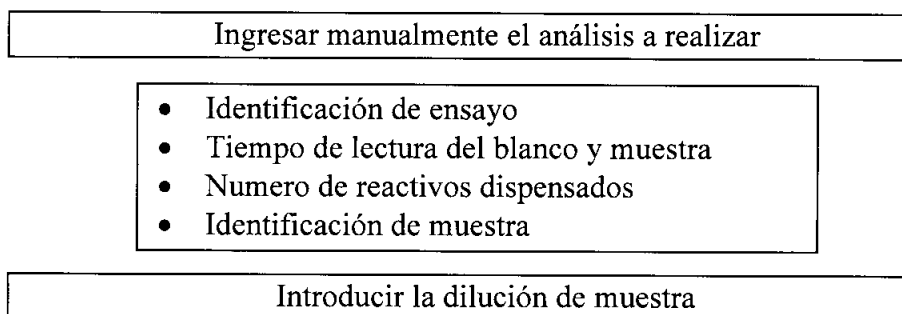 Ingresar manualmente el análisis a realizar
• Identificación de ensayo
• Tiempo de lectura del blanco y muestra
• Numero de reactivos dispensados
• Identificación de muestra
Introducir la dilución de muestra